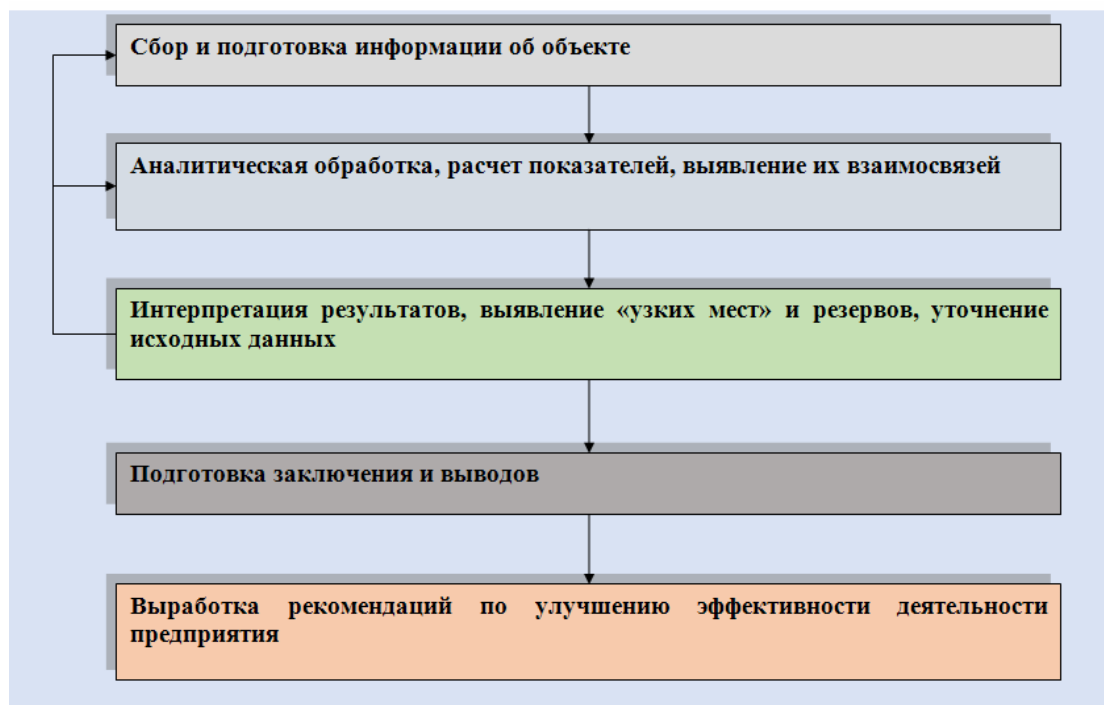 Сбор и подготовка информации об объекте
Аналитическая обработка, расчет показателей, выявление их взаимосвязей
Интерпретация результатов, выявление «узких мест» и резервов, уточнение
исходных данных
Подготовка заключения и выводов
Выработка рекомендаций по улучшению эффективности деятельности
предприятия